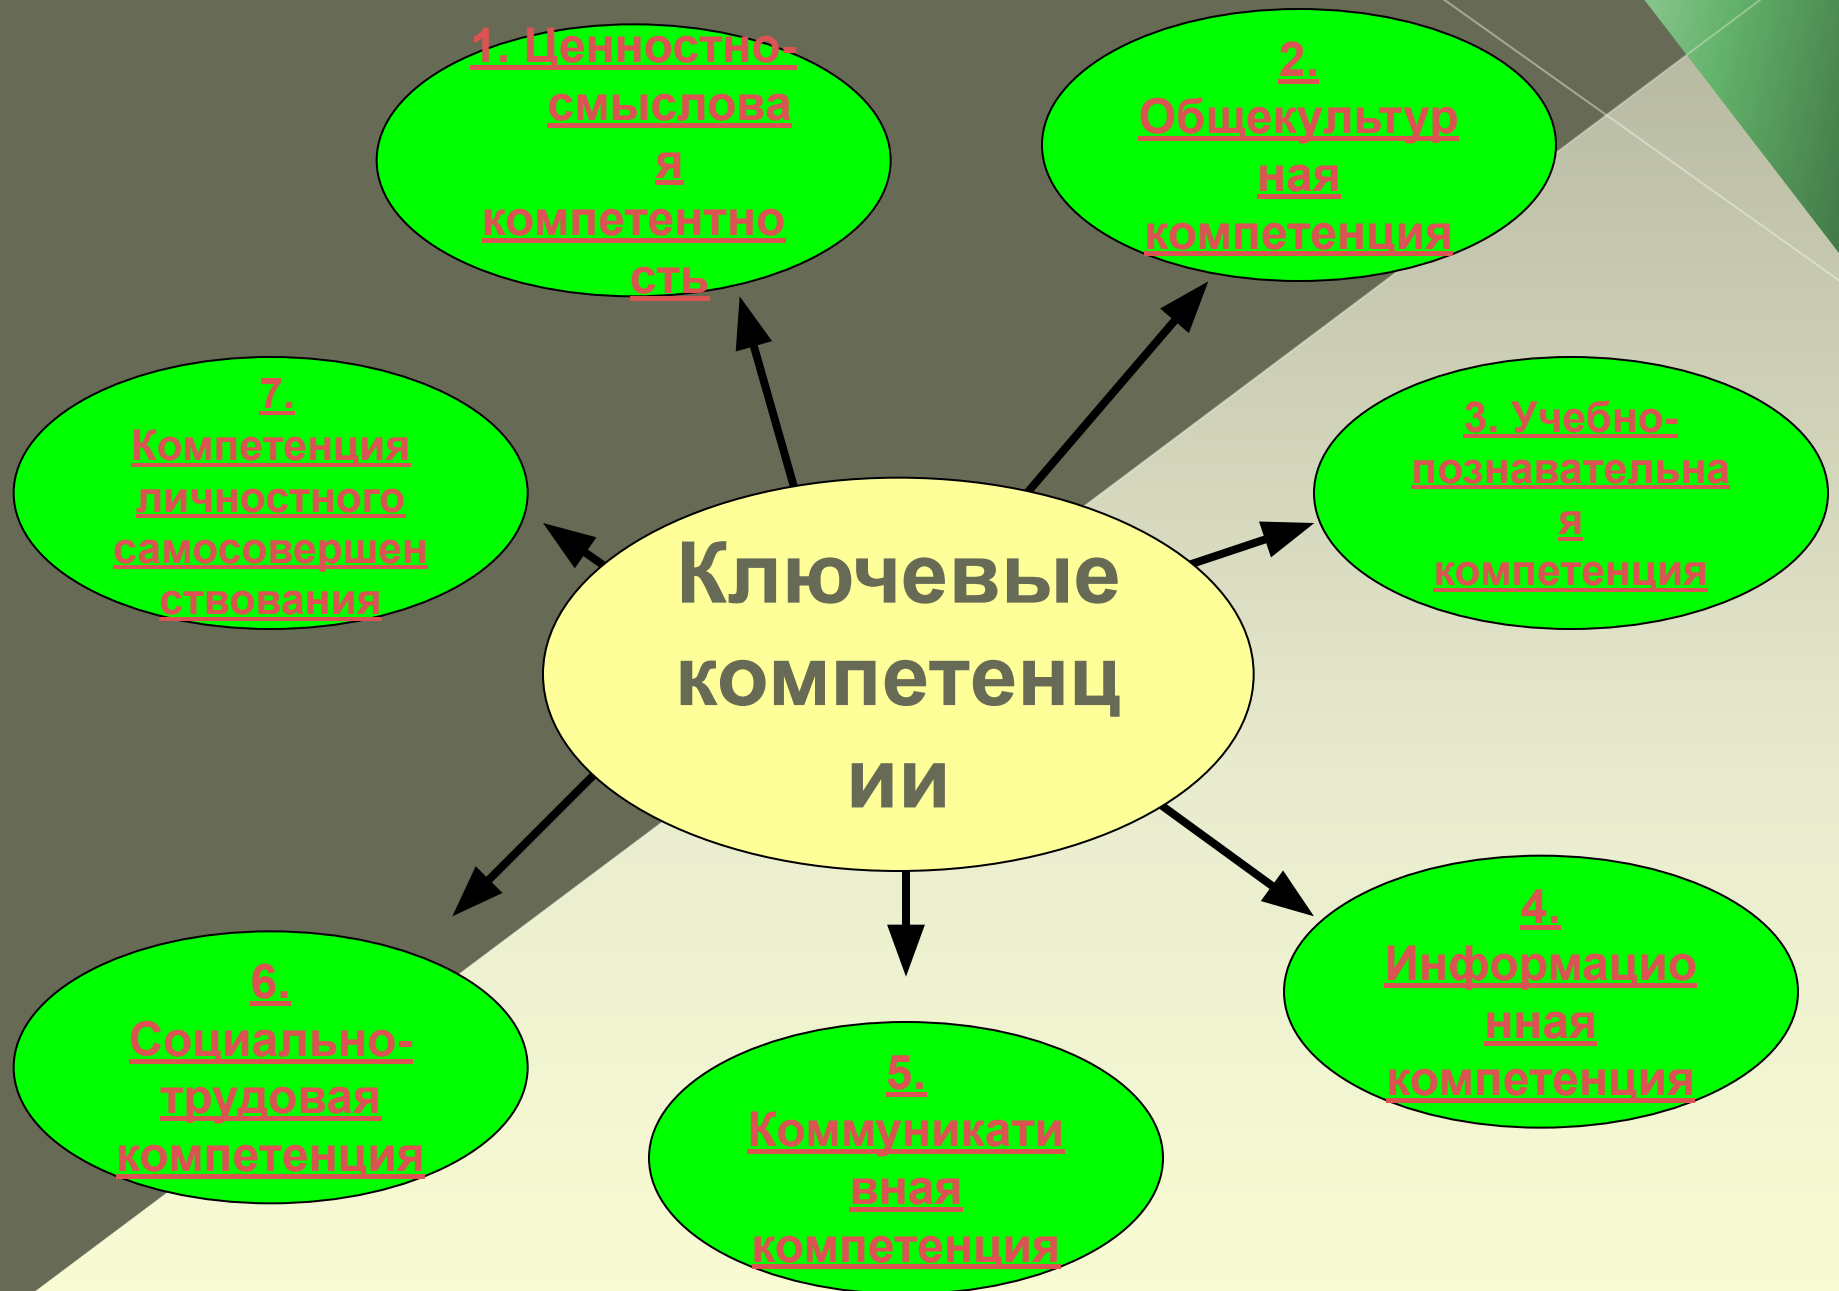 1. Ценностно-
смыслова
я
компетентно
сть
2.
Общекультур
ная
компетенция
3. Учебно-
познавательна
я
компетенция
4.
Информацио
нная
компетенция
5.
Коммуникати
вная
компетенция
6.
Социально-
трудовая
компетенция
7.
Компетенция
личностного
самосовершен
ствования
Ключевые
компетенц
ии